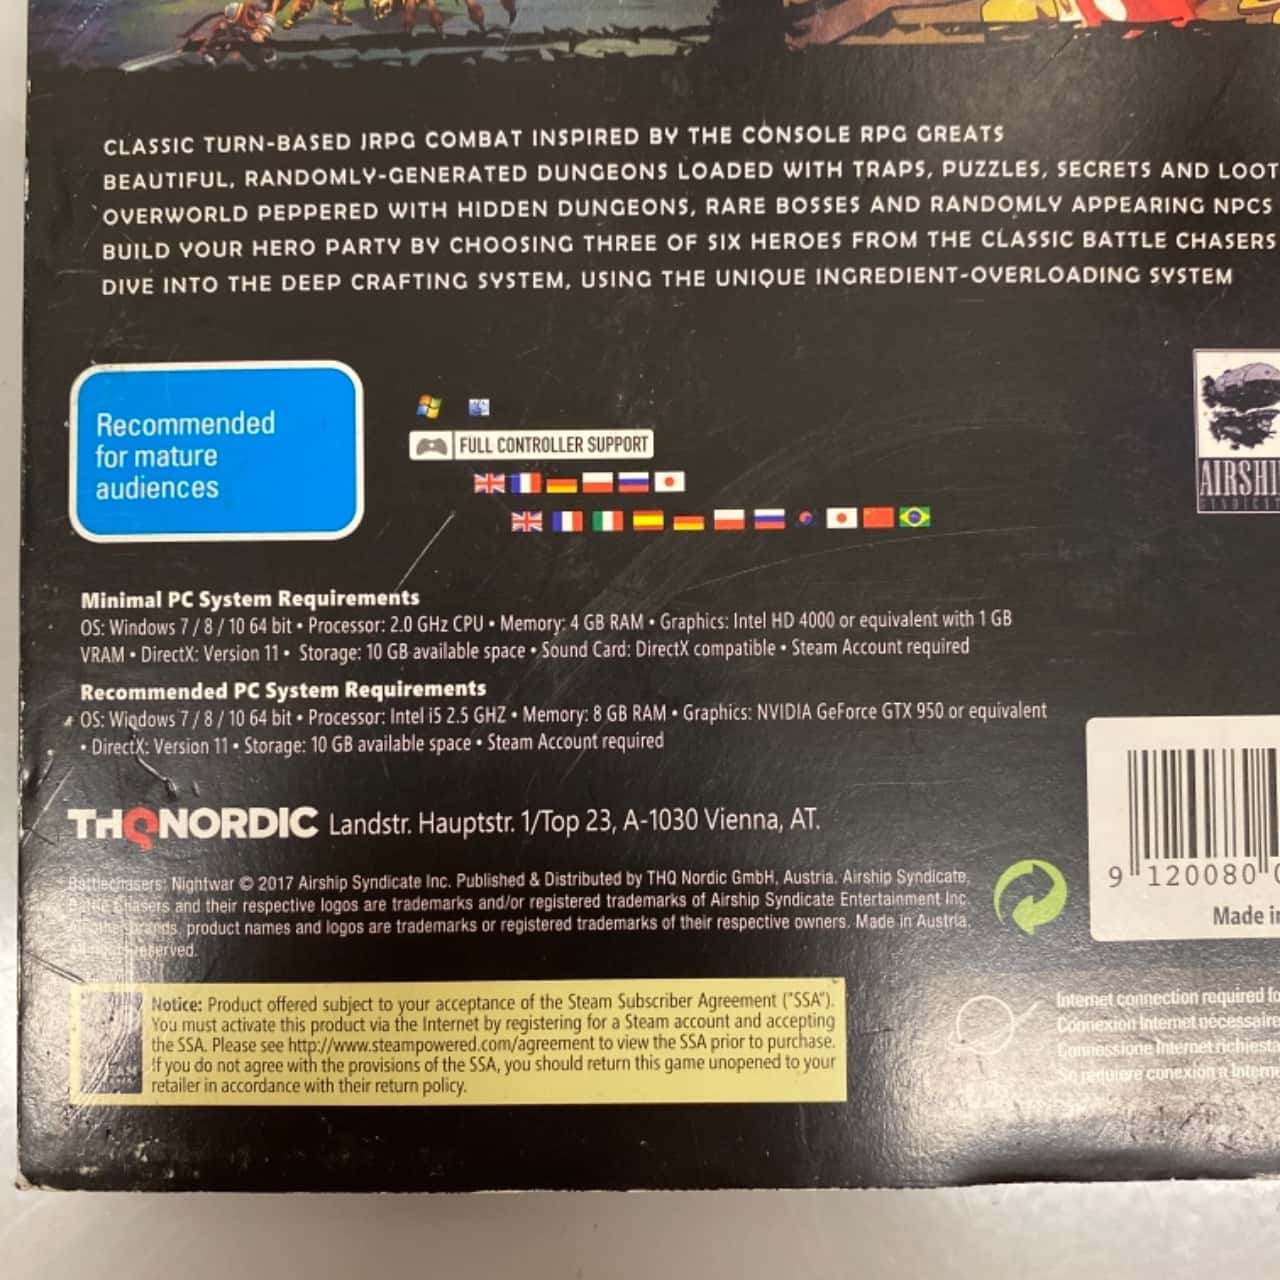 CLASSIC TURN-BASED JRPG COMBAT INSPIRED BY THE CONSOLE RPG GREATS
BEAUTIFUL, RANDOMLY-GENERATED DUNGEONS LOADED WITH TRAPS, PUZZLES, SECRETS AND LOOT
OVERWORLD PEPPERED WITH HIDDEN DUNGEONS, RARE BOSSES AND RANDOMLY APPEARING NPCS
BUILD YOUR HERO PARTY BY CHOOSING THREE OF SIX HEROES FROM THE CLASSIC BATTLE CHASERS
DIVE INTO THE DEEP CRAFTING SYSTEM, USING THE UNIQUE INGREDIENT-OVERLOADING SYSTEM
Recommended
for mature
audiences
FULL CONTROLLER SUPPORT
AIRSHI
Minimal PC System Requirements
OS: Windows 7 / 8 / 10 64 bit • Processor: 2.0 GHz CPU • Memory: 4 GB RAM • Graphics: Intel HD 4000 or equivalent with 1 GB
VRAM • DirectX: Version 11 • Storage: 10 GB available space • Sound Card: DirectX compatible • Steam Account required
Recommended PC System Requirements
• OS: Windows 7 / 8 / 10 64 bit • Processor: Intel i5 2.5 GHZ • Memory: 8 GB RAM • Graphics: NVIDIA GeForce GTX 950 or equivalent
• DirectX: Version 11 • Storage: 10 GB available space • Steam Account required
THQNORDIC Landstr. Hauptstr. 1/Top 23, A-1030 Vienna, AT.
Battlechasers: Nightwar © 2017 Airship Syndicate Inc. Published & Distributed by THQ Nordic GmbH, Austria. Airship Syndicate,
Battle Chasers and their respective logos are trademarks and/or registered trademarks of Airship Syndicate Entertainment Inc.
All other brands, product names and logos are trademarks or registered trademarks of their respective owners. Made in Austria.
All rights reserved.
9 120080 0
Made in
Notice: Product offered subject to your acceptance of the Steam Subscriber Agreement ("SSA").
You must activate this product via the Internet by registering for a Steam account and accepting
the SSA. Please see http://www.steampowered.com/agreement to view the SSA prior to purchase.
If you do not agree with the provisions of the SSA, you should return this game unopened to your
retailer in accordance with their return policy.
Internet connection required fo
Connexion Internet nécessaire
Connessione Internet richiesta
Se requiere conexión a Interne